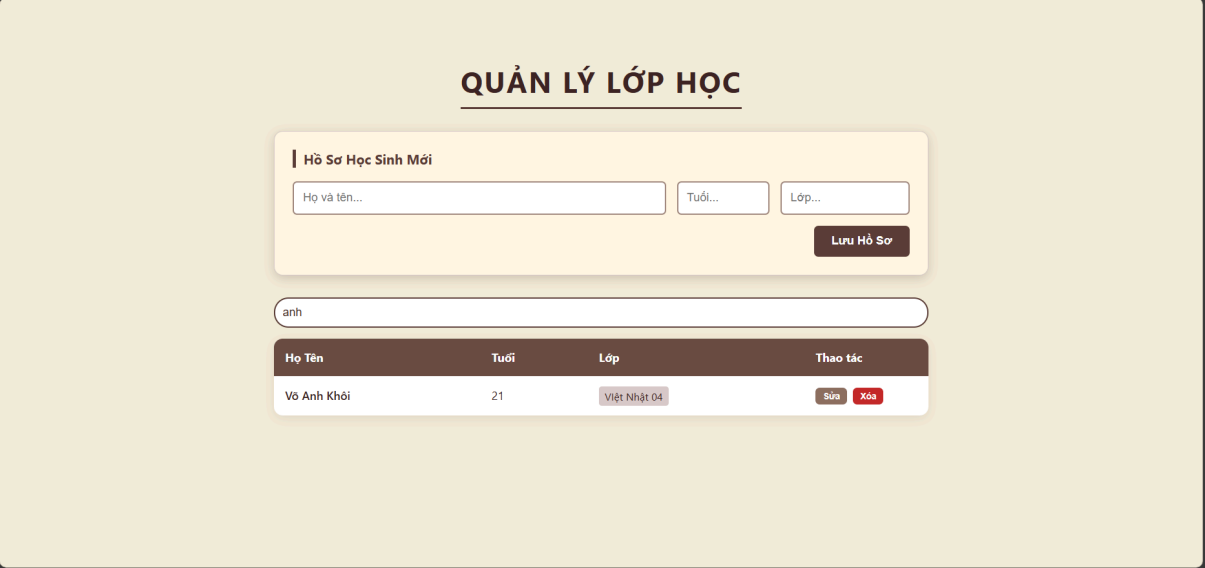 QUẢN LÝ LỚP HỌC
Hồ Sơ Học Sinh Mới
Họ và tên... Tuổi... Lớp...
Lưu Hồ Sơ
anh
Họ Tên Tuổi Lớp Thao tác
Võ Anh Khôi 21 Việt Nhật 04 Sửa Xóa